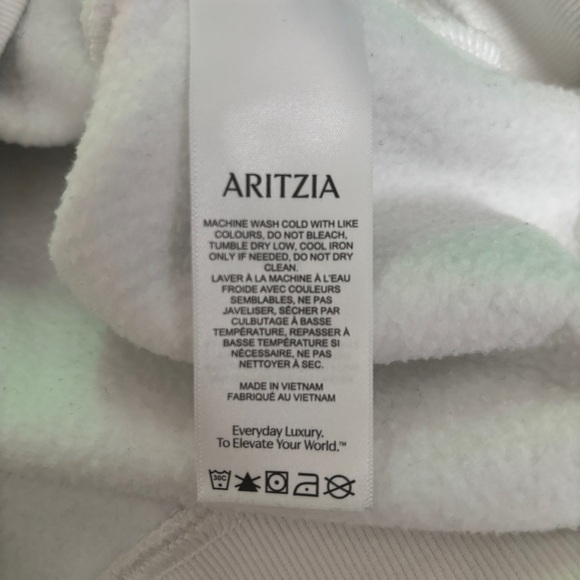 ARITZIA
MACHINE WASH COLD WITH LIKE
COLOURS, DO NOT BLEACH,
TUMBLE DRY LOW, COOL IRON
ONLY IF NEEDED, DO NOT DRY
CLEAN.
LAVER À LA MACHINE À L'EAU
FROIDE AVEC COULEURS
SEMBLABLES, NE PAS
JAVELISER, SÉCHER PAR
CULBUTAGE À BASSE
TEMPÉRATURE, REPASSER À
BASSE TEMPÉRATURE SI
NÉCESSAIRE, NE PAS
NETTOYER À SEC.
MADE IN VIETNAM
FABRIQUÉ AU VIETNAM
Everyday Luxury.
To Elevate Your World.™
30C